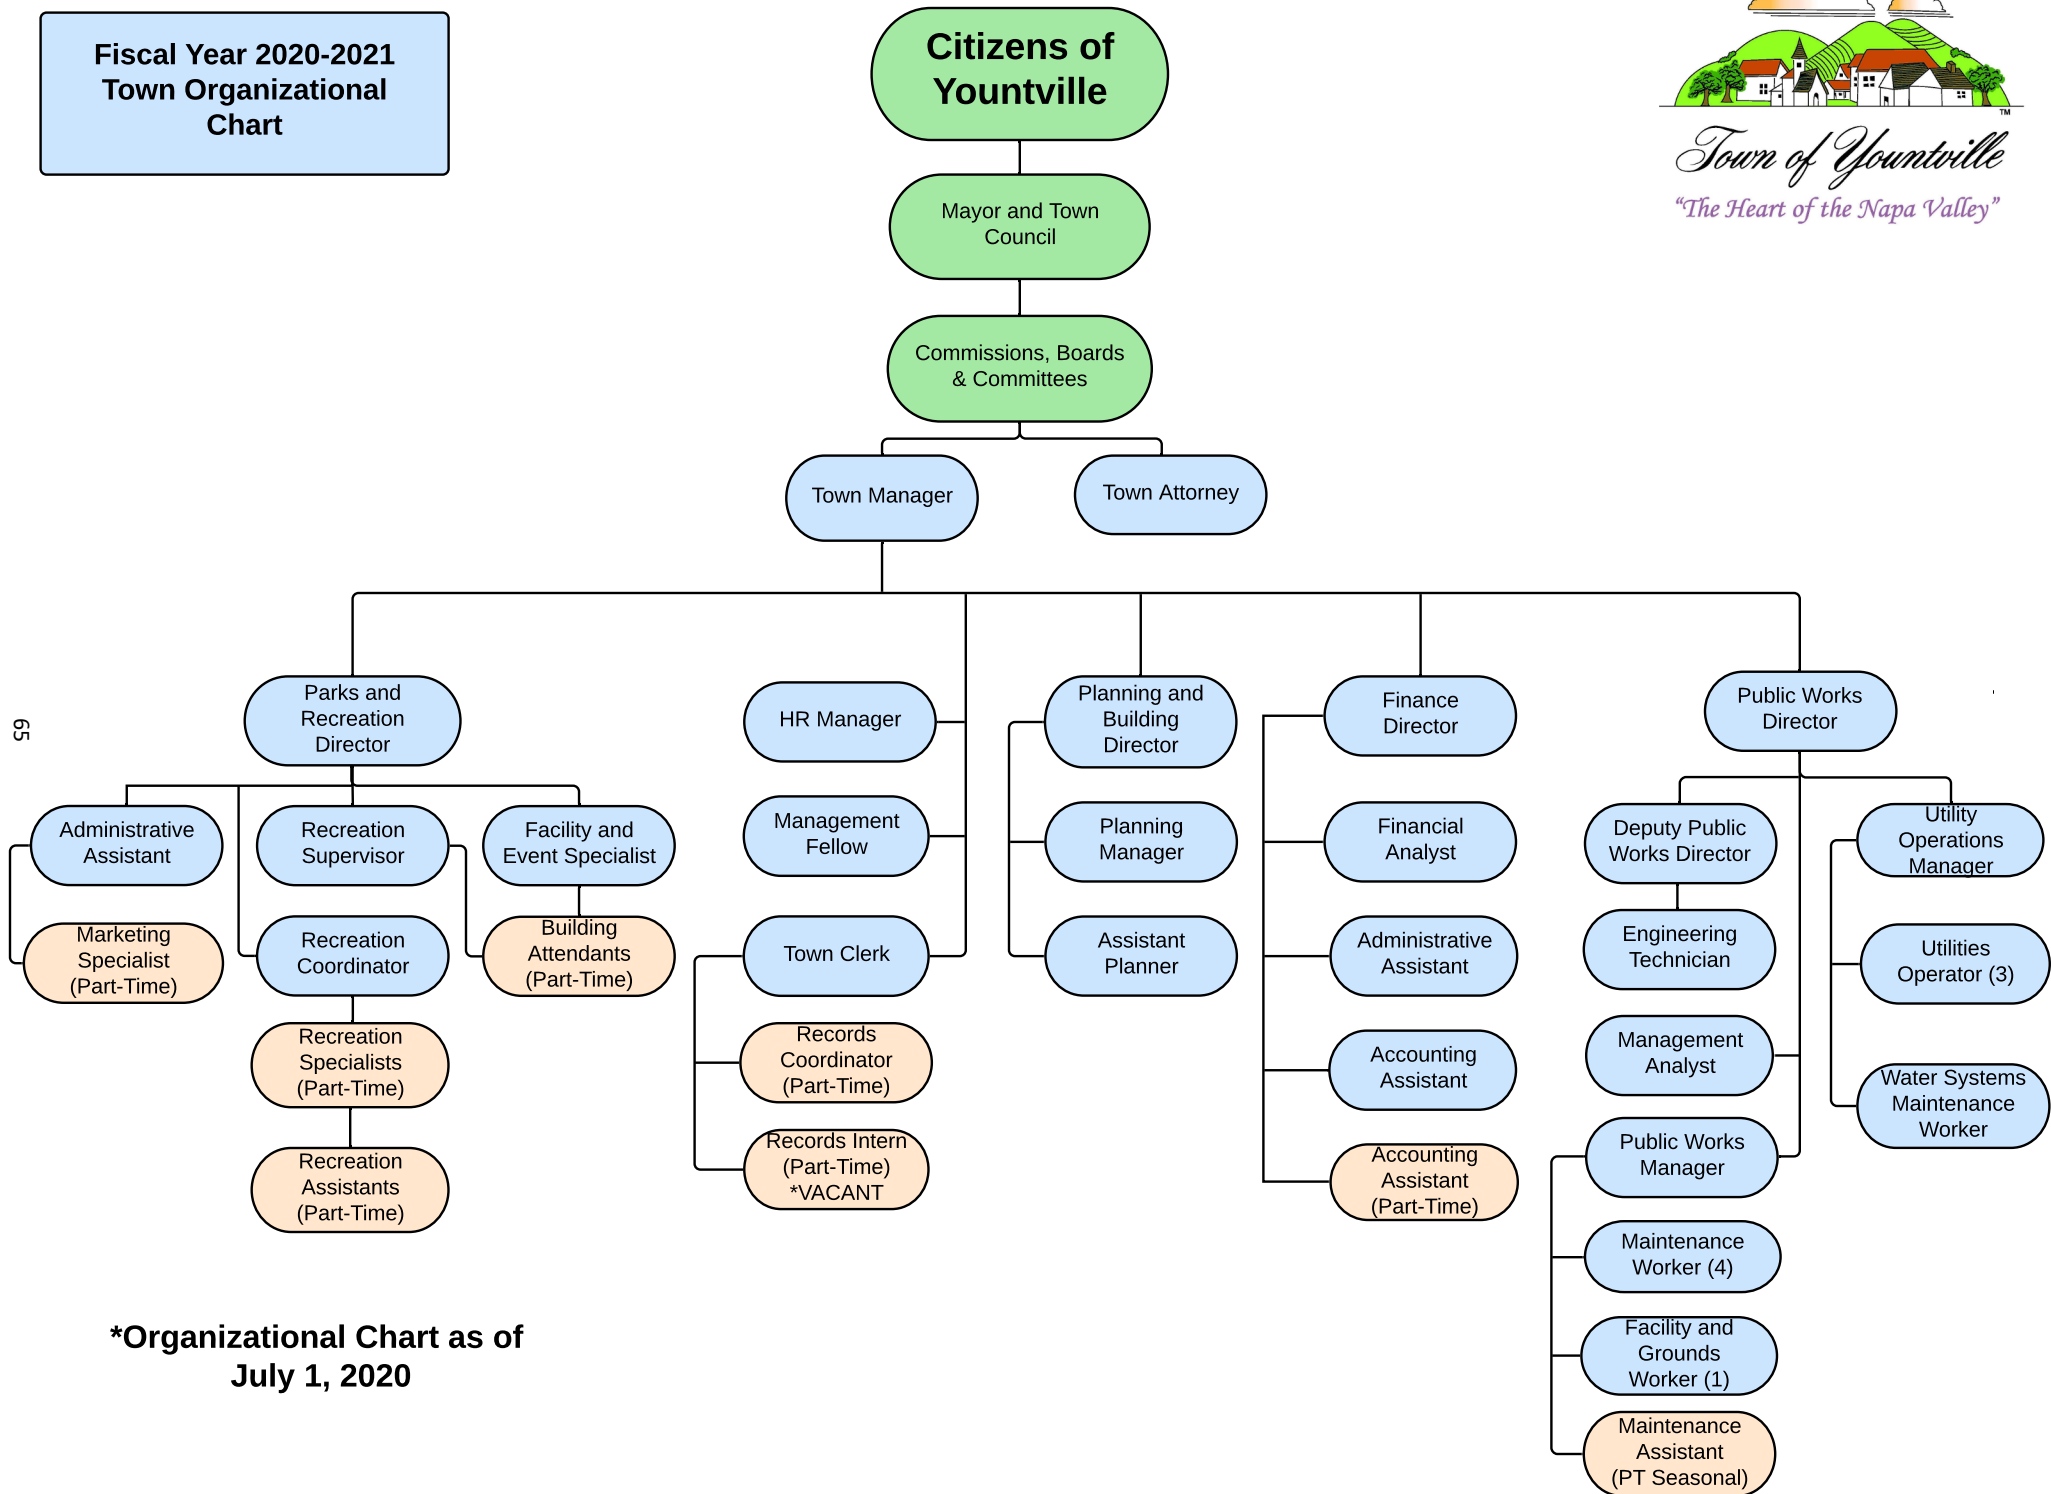 Fiscal Year 2020-2021
Town Organizational
Chart
Citizens of
Yountville
TM
Town of Yountville
“The Heart of the Napa Valley”
Mayor and Town
Council
Commissions, Boards
& Committees
Town Manager
Town Attorney
65
Parks and
Recreation
Director
HR Manager
Planning and
Building
Director
Finance
Director
Public Works
Director
Administrative
Assistant
Recreation
Supervisor
Facility and
Event Specialist
Management
Fellow
Planning
Manager
Financial
Analyst
Deputy Public
Works Director
Utility
Operations
Manager
Marketing
Specialist
(Part-Time)
Recreation
Coordinator
Building
Attendants
(Part-Time)
Town Clerk
Assistant
Planner
Administrative
Assistant
Engineering
Technician
Utilities
Operator (3)
Recreation
Specialists
(Part-Time)
Records
Coordinator
(Part-Time)
Accounting
Assistant
Management
Analyst
Water Systems
Maintenance
Worker
Recreation
Assistants
(Part-Time)
Records Intern
(Part-Time)
*VACANT
Accounting
Assistant
(Part-Time)
Public Works
Manager
Maintenance
Worker (4)
Facility and
Grounds
Worker (1)
Maintenance
Assistant
(PT Seasonal)
*Organizational Chart as of
July 1, 2020